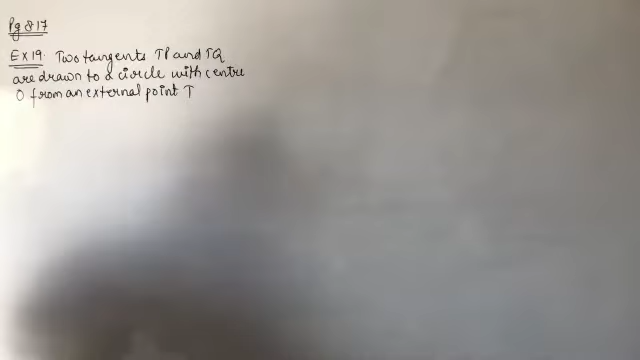 Pg 817
Ex 19. Two tangents TP and TQ
are drawn to a circle with centre
O from an external point T